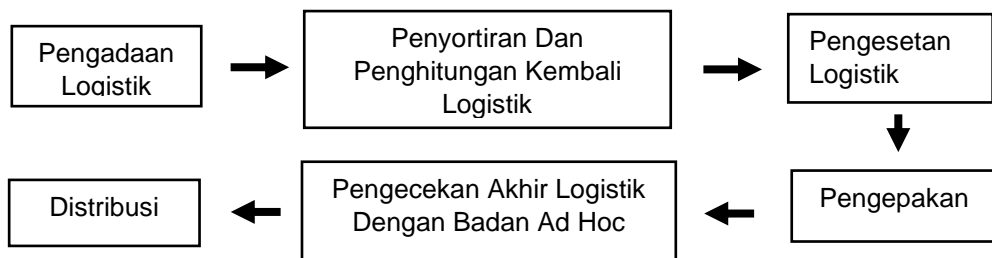 Pengadaan
Logistik
Penyortiran Dan
Penghitungan Kembali
Logistik
Pengesetan
Logistik
Pengepakan
Pengecekan Akhir Logistik
Dengan Badan Ad Hoc
Distribusi